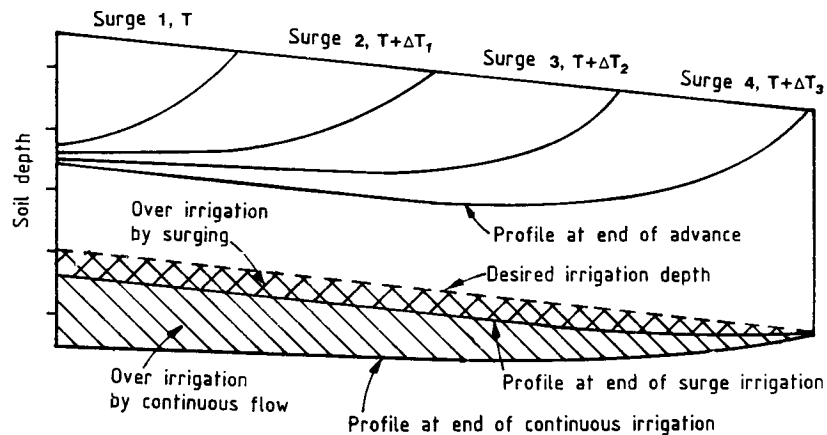 Surge 1, T
Surge 2, T+ΔT₁
Surge 3, T+ΔT₂
Surge 4, T+ΔT₃
Soil depth
Over irrigation
by surging
Profile at end of advance
Desired irrigation depth
Over irrigation
by continuous flow
Profile at end of surge irrigation
Profile at end of continuous irrigation